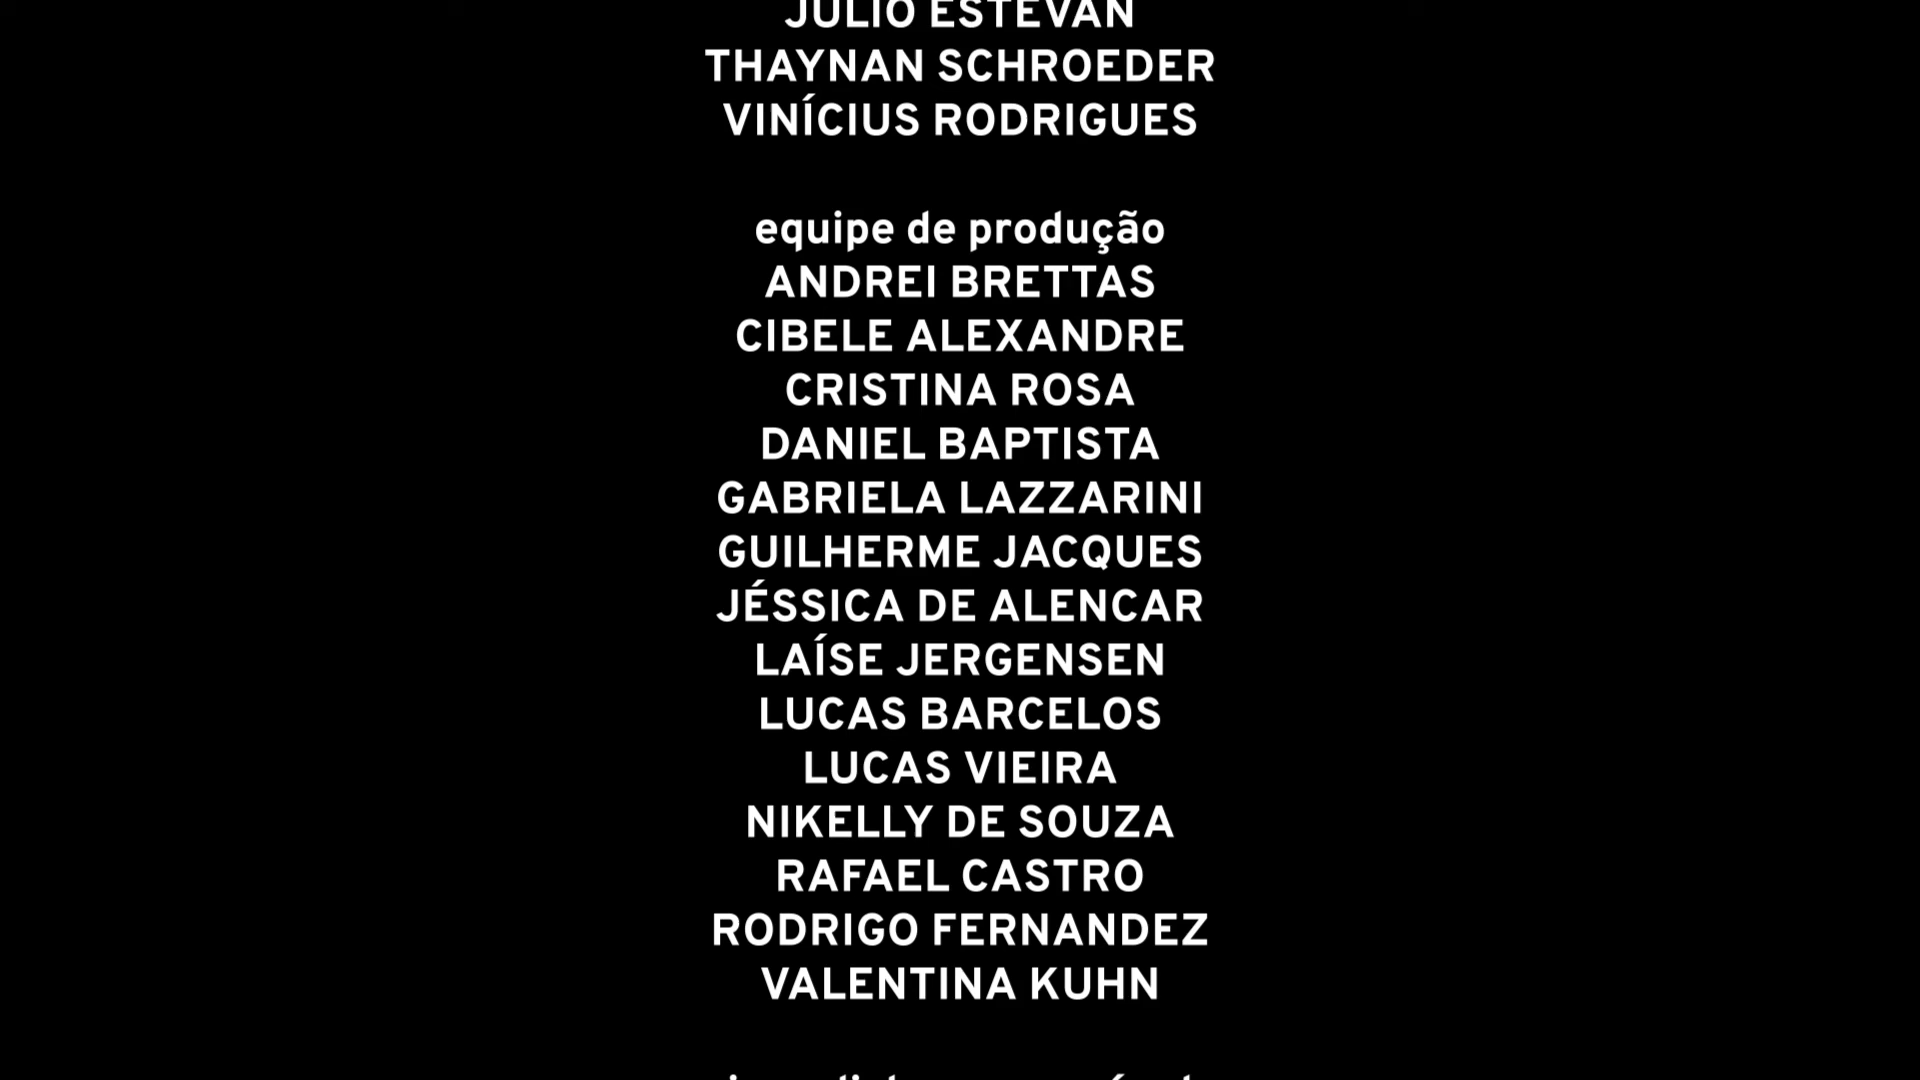 JULIO ESTEVAN
THAYNAN SCHROEDER
VINÍCIUS RODRIGUES
equipe de produção
ANDREI BRETTAS
CIBELE ALEXANDRE
CRISTINA ROSA
DANIEL BAPTISTA
GABRIELA LAZZARINI
GUILHERME JACQUES
JÉSSICA DE ALENCAR
LAÍSE JERGENSEN
LUCAS BARCELOS
LUCAS VIEIRA
NIKELLY DE SOUZA
RAFAEL CASTRO
RODRIGO FERNANDEZ
VALENTINA KUHN